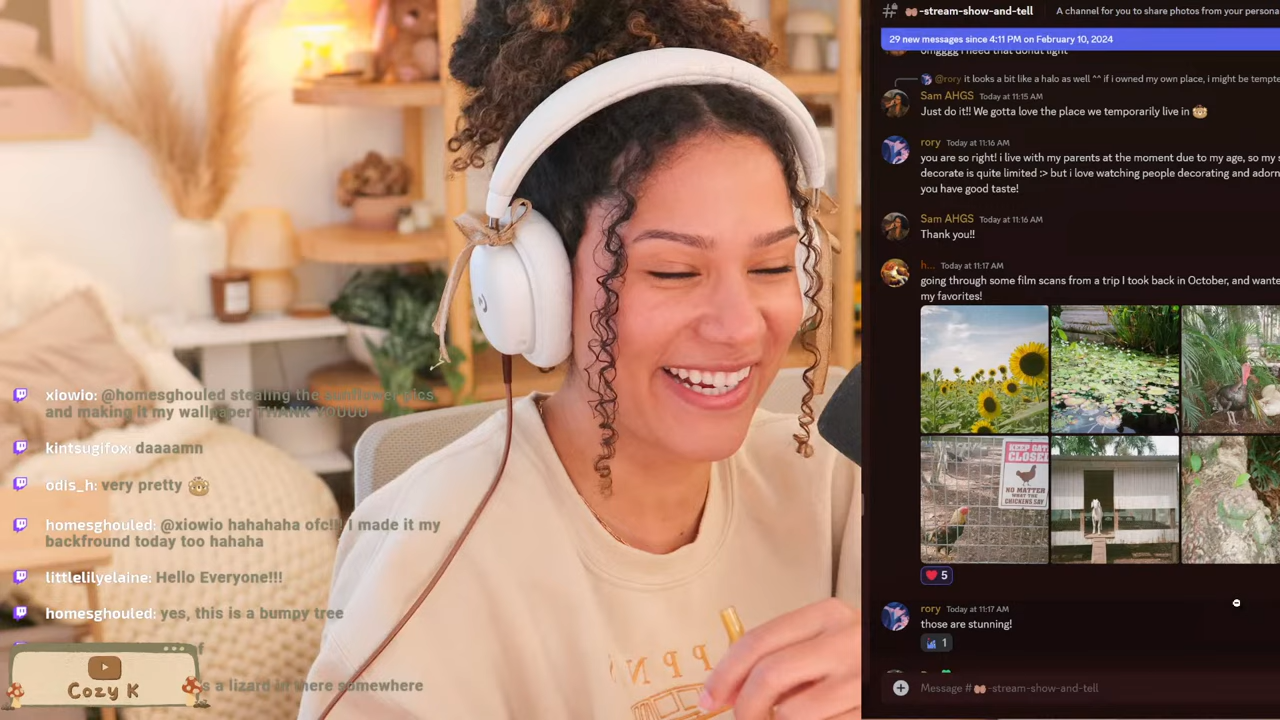 xiowio: @homesghouled stealing the sunflower pics
and making it my wallpaper THANK YOUUU
kintsugifox: daaaamn
odis_h: very pretty
homesghouled: @xiowio hahahaha ofc!!! I made it my
backfround today too hahaha
littlelilyelaine: Hello Everyone!!!
homesghouled: yes, this is a bumpy tree
s a lizard in there somewhere
Cozy K
-stream-show-and-tell
A channel for you to share photos from your persona
29 new messages since 4:11 PM on February 10, 2024
omgggg i need that donut light
@rory it looks a bit like a halo as well ^^ if i owned my own place, i might be tempte
Sam AHGS Today at 11:15 AM
Just do it!! We gotta love the place we temporarily live in
rory Today at 11:16 AM
you are so right! i live with my parents at the moment due to my age, so my s
decorate is quite limited :> but i love watching people decorating and adorn
you have good taste!
Sam AHGS Today at 11:16 AM
Thank you!!
h... Today at 11:17 AM
going through some film scans from a trip I took back in October, and wante
my favorites!
KEEP GATE
CLOSED
NO MATTER
WHAT THE
CHICKENS SAY
5
rory Today at 11:17 AM
those are stunning!
1
Message #
-stream-show-and-tell